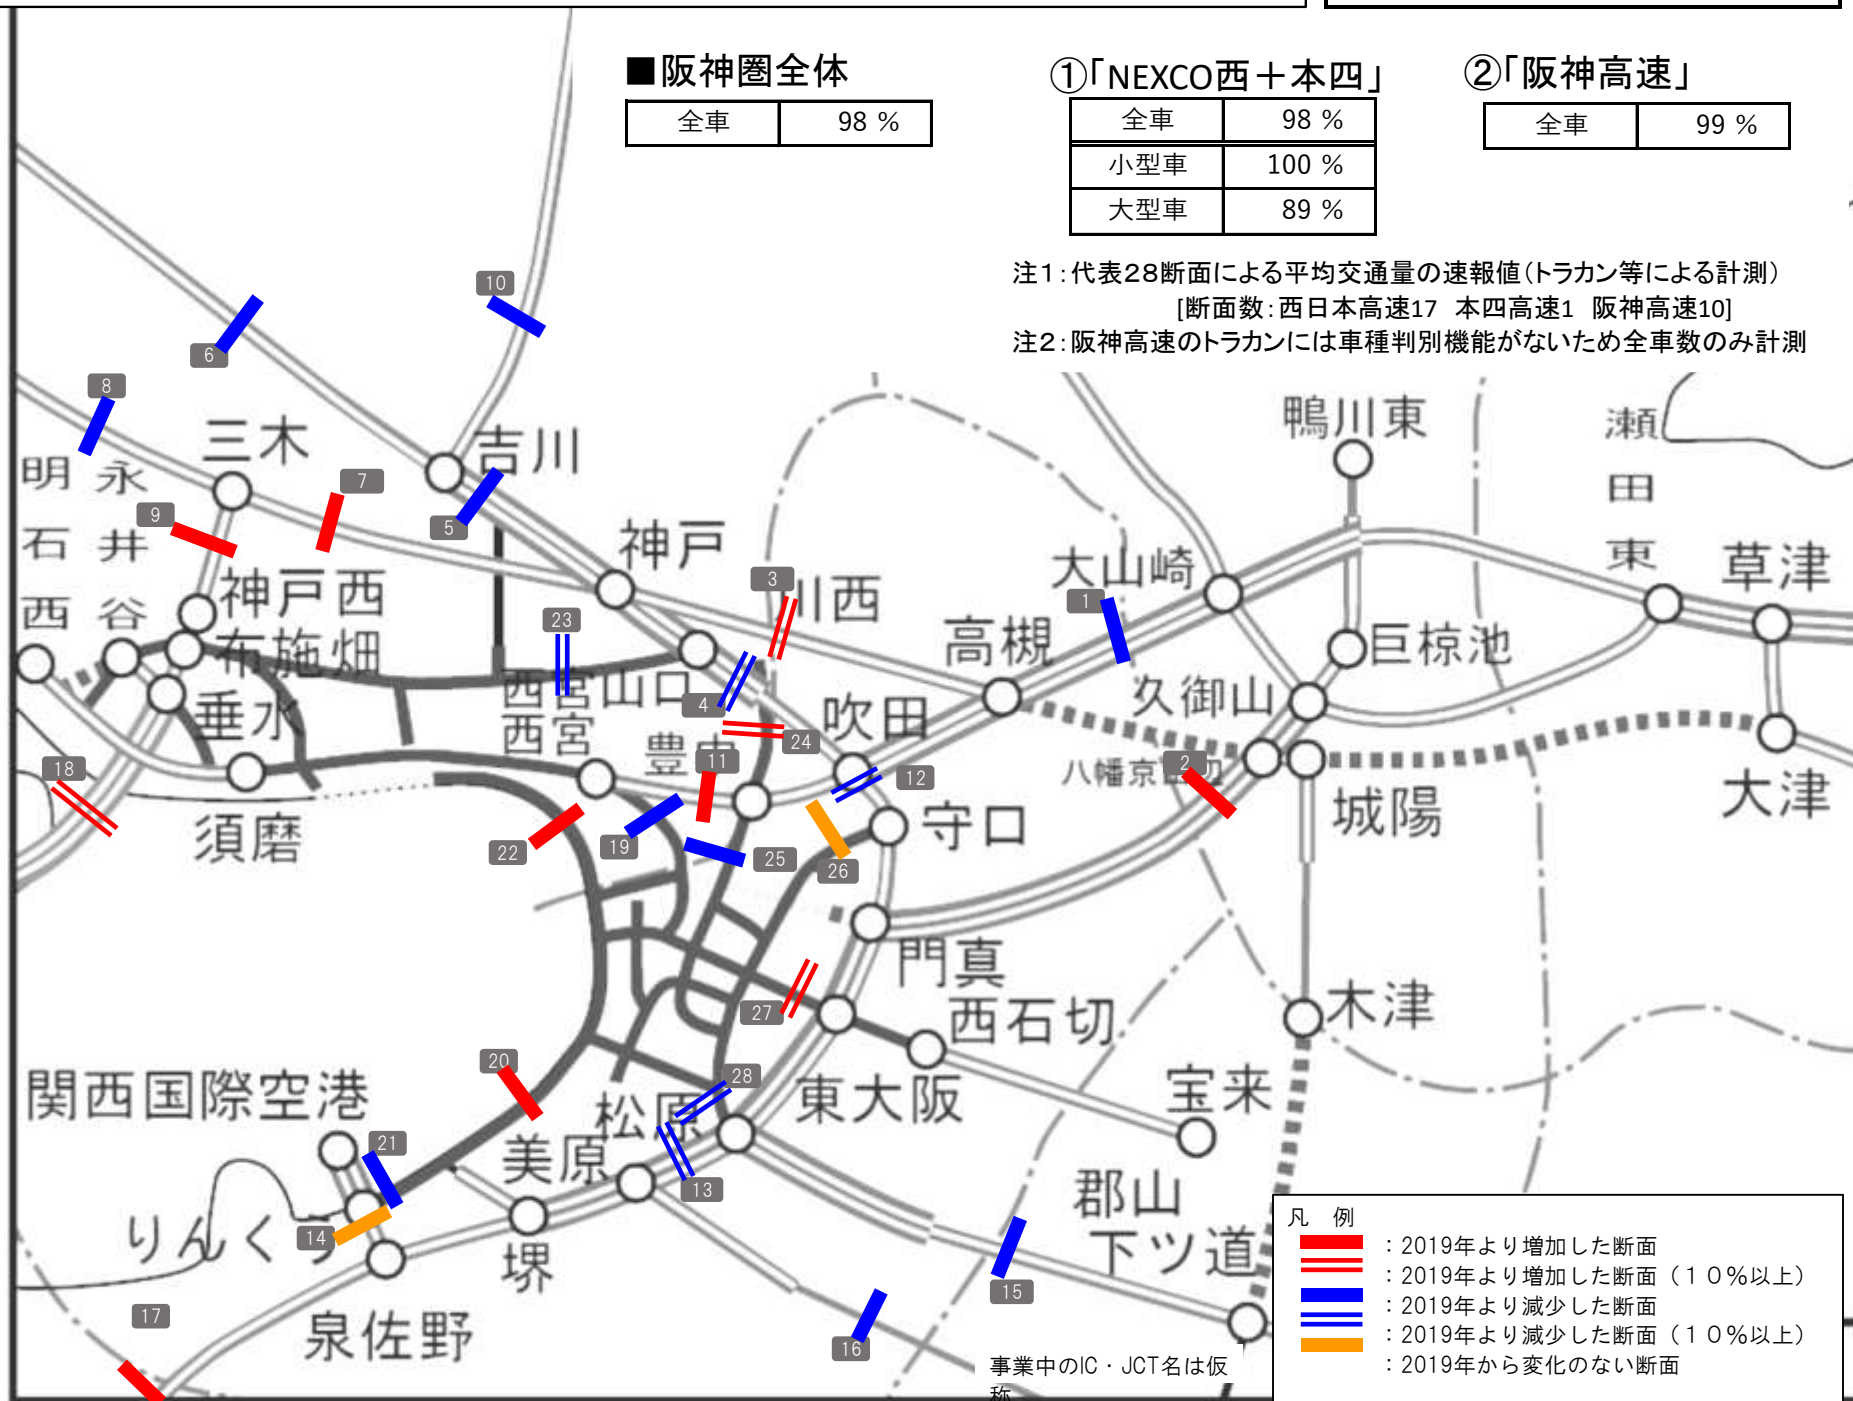 ■阪神圏全体
全車 98 %
①「NEXCO西＋本四」
全車 98 %
小型車 100 %
大型車 89 %
②「阪神高速」
全車 99 %
注１：代表28断面による平均交通量の速報値（トラカン等による計測）
[断面数：西日本高速17 本四高速1 阪神高速10]
注２：阪神高速のトラカンには車種判別機能がないため全車数のみ計測
10
6
8
三木
吉川
鴨川東
瀬田東
明石西
永井谷
7
9
5
神戸
大山崎
草津
神戸西
3
川西
1
23
布施畑
高槻
巨椋池
西宮山口
4
久御山
垂水
西宮
吹田
24
豊中
11
12
18
八幡京田辺
2
大津
須磨
城陽
守口
22
19
25
26
門真
27
西石切
木津
20
28
関西国際空港
松原
東大阪
宝来
21
美原
13
郡山
りんくう
14
下ツ道
堺
15
17
泉佐野
16
事業中のIC・JCT名は仮
称
凡 例
：2019年より増加した断面
：2019年より増加した断面（１０％以上）
：2019年より減少した断面
：2019年より減少した断面（１０％以上）
：2019年から変化のない断面